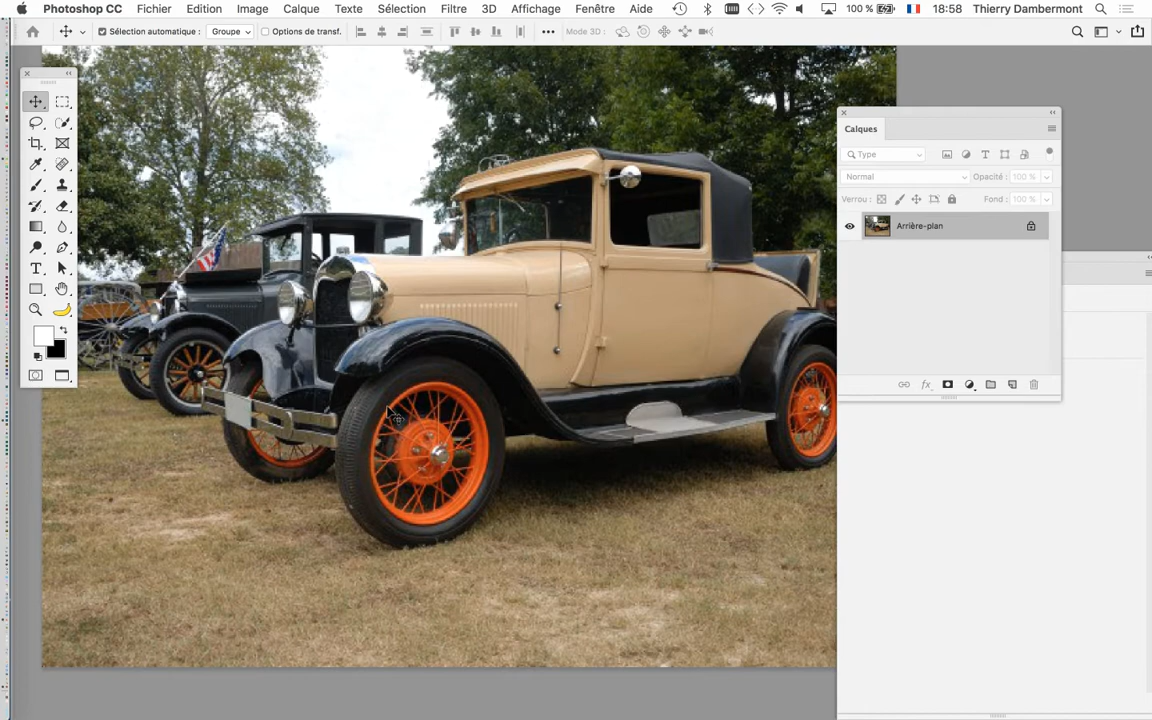 Photoshop CC Fichier Edition Image Calque Texte Sélection Filtre 3D Affichage Fenêtre Aide 100 % 18:58 Thierry Dambermont
Sélection automatique : Groupe Options de transf. Mode 3D :
Calques
Type
Normal Opacité : 100 %
Verrou : Fond : 100 %
Arrière-plan